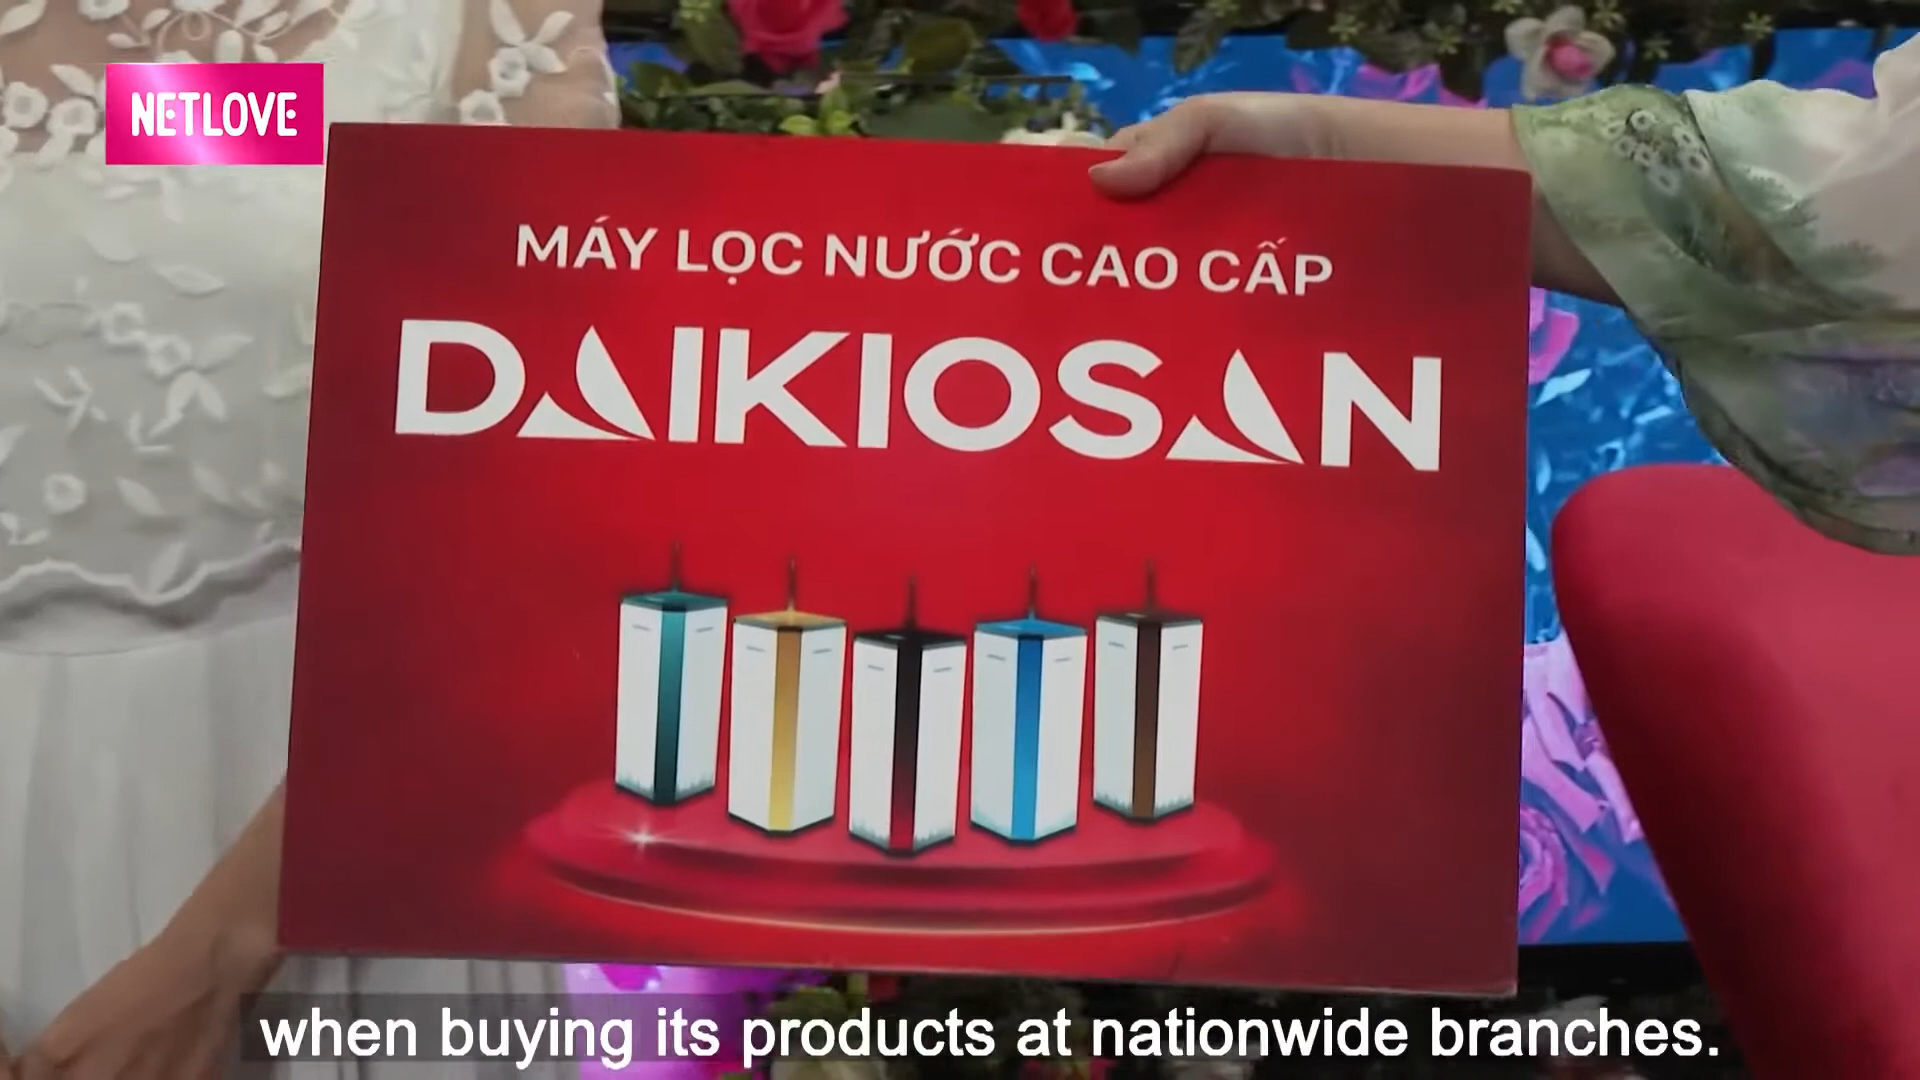 NETLOVE
MÁY LỌC NƯỚC CAO CẤP
DAIKIOSAN
when buying its products at nationwide branches.